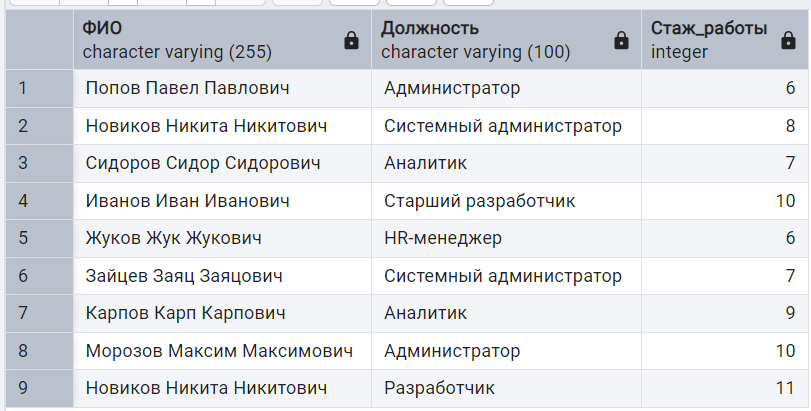 ФИО Должность Стаж_работы
character varying (255) character varying (100) integer
1 Попов Павел Павлович Администратор 6
2 Новиков Никита Никитович Системный администратор 8
3 Сидоров Сидор Сидорович Аналитик 7
4 Иванов Иван Иванович Старший разработчик 10
5 Жуков Жук Жукович HR-менеджер 6
6 Зайцев Заяц Заяцович Системный администратор 7
7 Карпов Карп Карпович Аналитик 9
8 Морозов Максим Максимович Администратор 10
9 Новиков Никита Никитович Разработчик 11